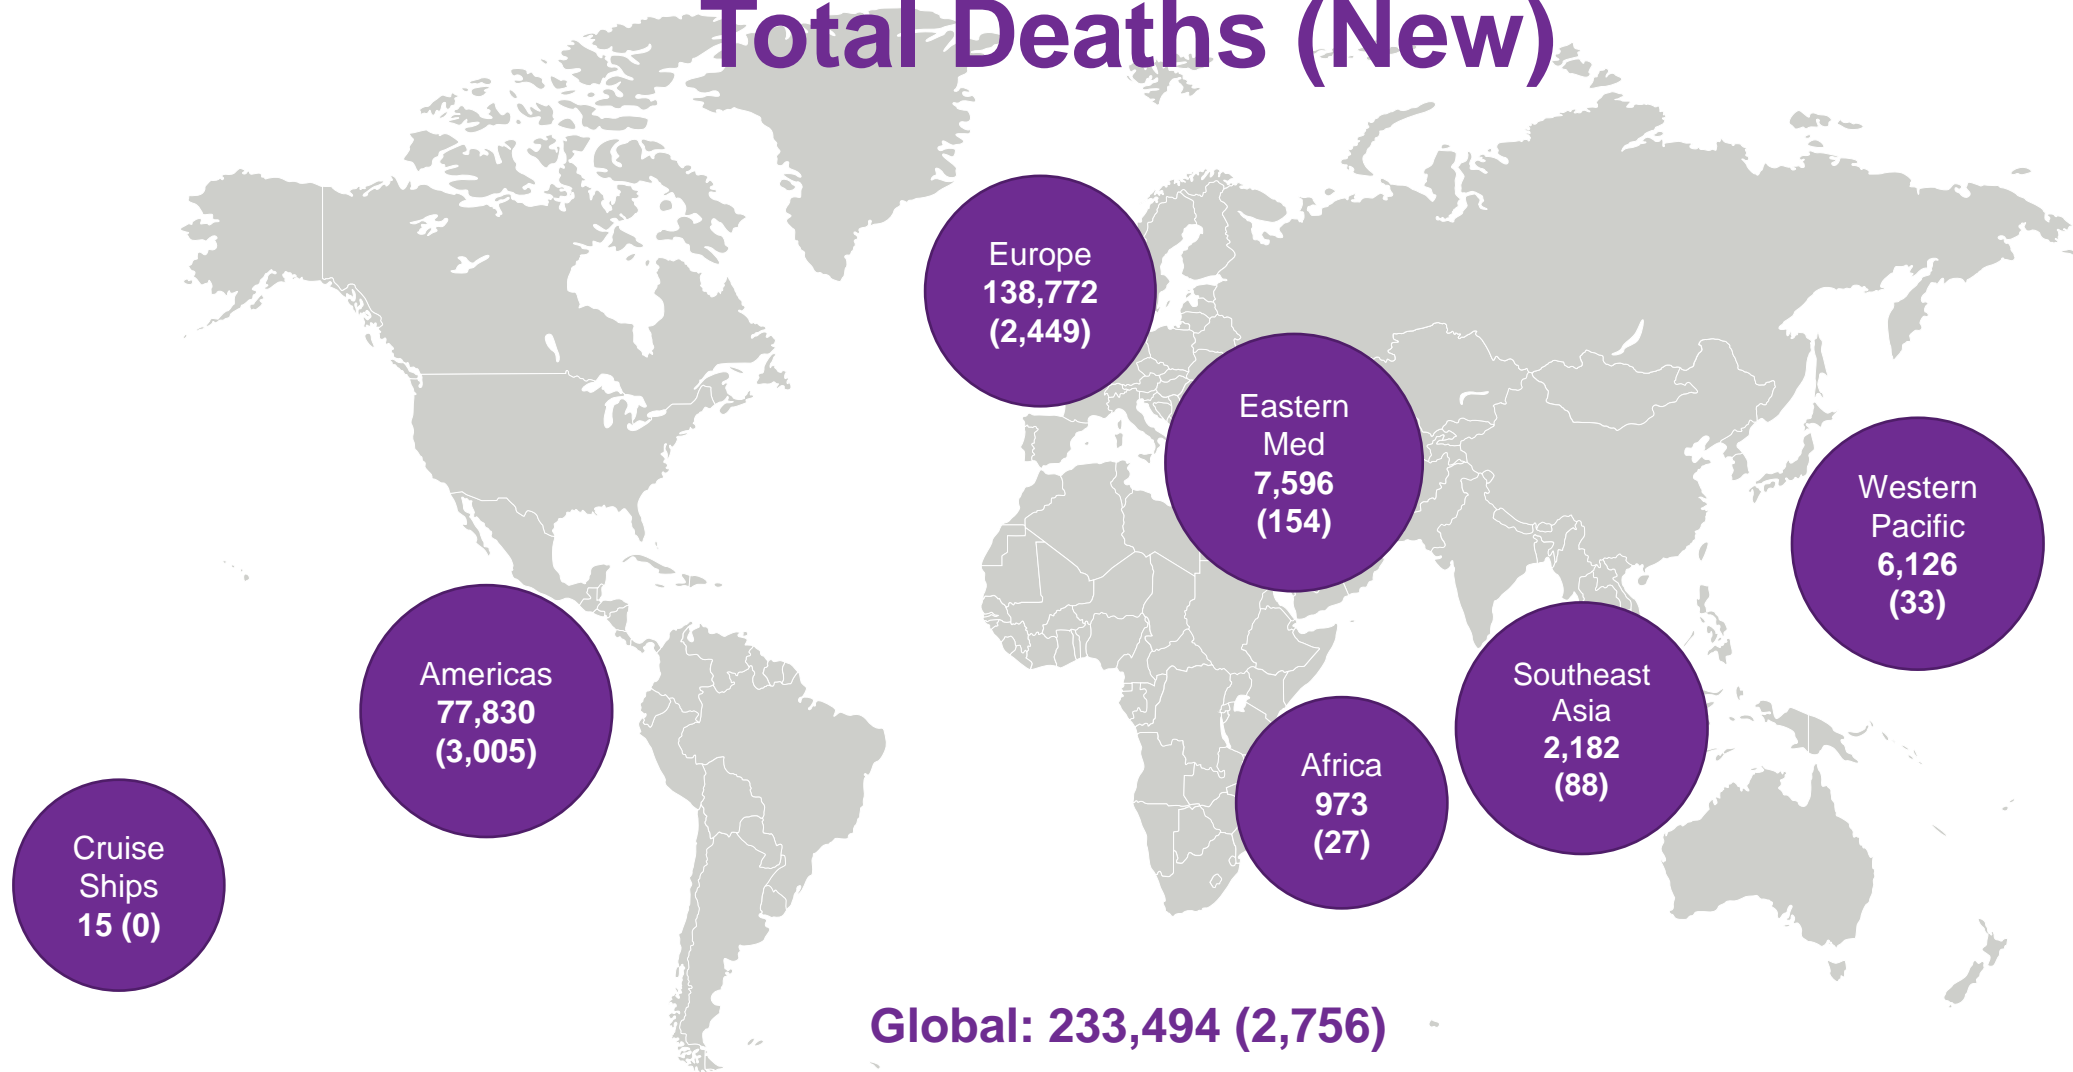 Total Deaths (New)
Europe
138,772
(2,449)
Eastern
Med
7,596
(154)
Western
Pacific
6,126
(33)
Americas
77,830
(3,005)
Southeast
Asia
2,182
(88)
Africa
973
(27)
Cruise
Ships
15 (0)
Global: 233,494 (2,756)